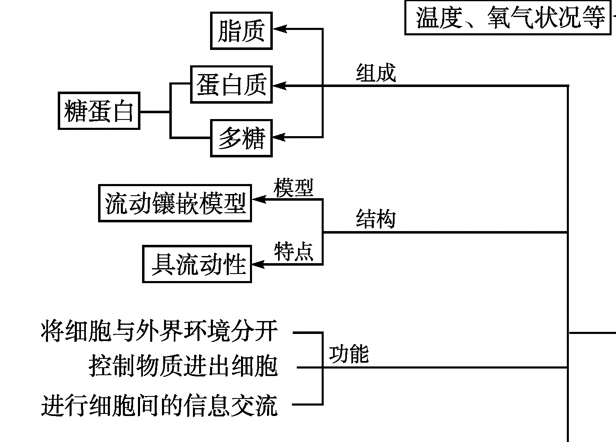 温度、氧气状况等
脂质
组成
蛋白质
糖蛋白
多糖
模型
流动镶嵌模型
结构
特点
具流动性
将细胞与外界环境分开
功能
控制物质进出细胞
进行细胞间的信息交流